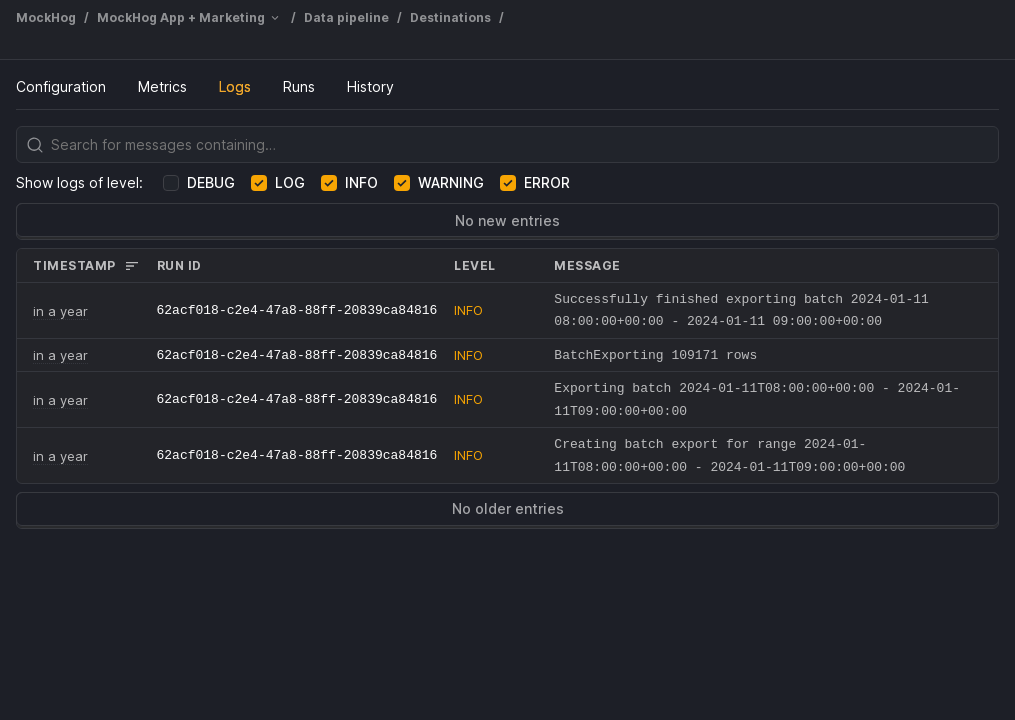 MockHog / MockHog App + Marketing / Data pipeline / Destinations /
Configuration Metrics Logs Runs History
Search for messages containing...
Show logs of level: DEBUG LOG INFO WARNING ERROR
No new entries
TIMESTAMP RUN ID LEVEL MESSAGE
in a year 62acf018-c2e4-47a8-88ff-20839ca84816 INFO Successfully finished exporting batch 2024-01-11
08:00:00+00:00 - 2024-01-11 09:00:00+00:00
in a year 62acf018-c2e4-47a8-88ff-20839ca84816 INFO BatchExporting 109171 rows
in a year 62acf018-c2e4-47a8-88ff-20839ca84816 INFO Exporting batch 2024-01-11T08:00:00+00:00 - 2024-01-
11T09:00:00+00:00
in a year 62acf018-c2e4-47a8-88ff-20839ca84816 INFO Creating batch export for range 2024-01-
11T08:00:00+00:00 - 2024-01-11T09:00:00+00:00
No older entries